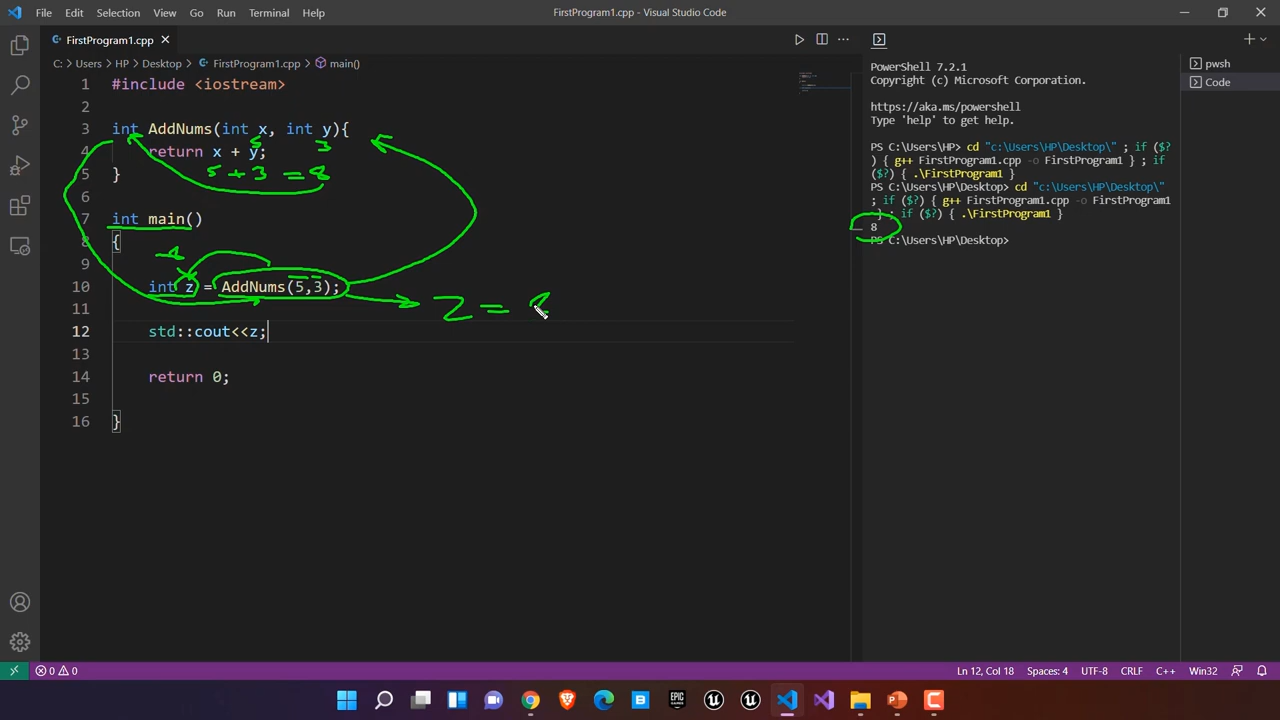 File Edit Selection View Go Run Terminal Help
FirstProgram1.cpp - Visual Studio Code
FirstProgram1.cpp
C: > Users > HP > Desktop > FirstProgram1.cpp > main()
1 #include <iostream>
2
3 int AddNums(int x, int y){
5 3
4 return x + y;
5 }
5 + 3 = 8
6
7 int main()
8 {
9
10 int z = AddNums(5,3);
Z =
11
12 std::cout<<z;
13
14 return 0;
15
16 }
PowerShell 7.2.1
Copyright (c) Microsoft Corporation.
https://aka.ms/powershell
Type 'help' to get help.
PS C:\Users\HP> cd "c:\Users\HP\Desktop\" ; if ($?
) { g++ FirstProgram1.cpp -o FirstProgram1 } ; if
($?) { .\FirstProgram1 }
PS C:\Users\HP\Desktop> cd "c:\Users\HP\Desktop\"
; if ($?) { g++ FirstProgram1.cpp -o FirstProgram1
} ; if ($?) { .\FirstProgram1 }
8
PS C:\Users\HP\Desktop>
pwsh
Code
0 0
Ln 12, Col 18 Spaces: 4 UTF-8 CRLF C++ Win32
EPIC GAMES